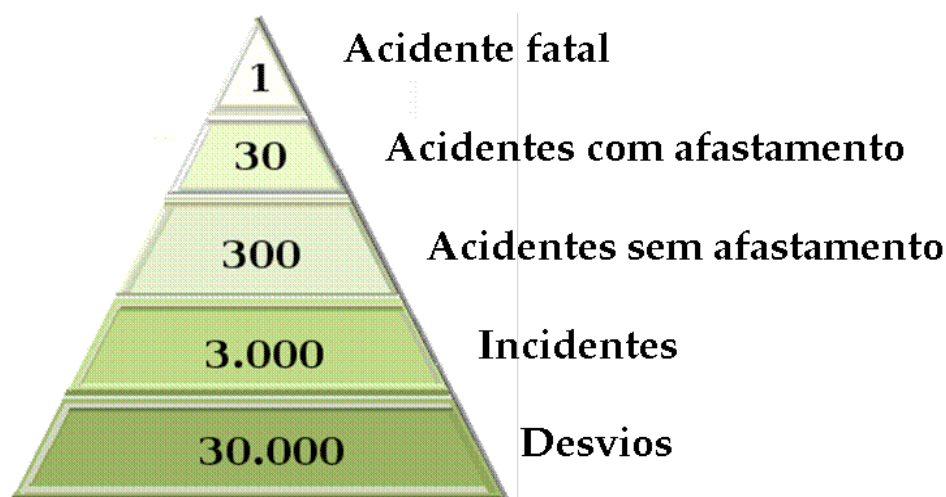 1 Acidente fatal
30 Acidentes com afastamento
300 Acidentes sem afastamento
3.000 Incidentes
30.000 Desvios